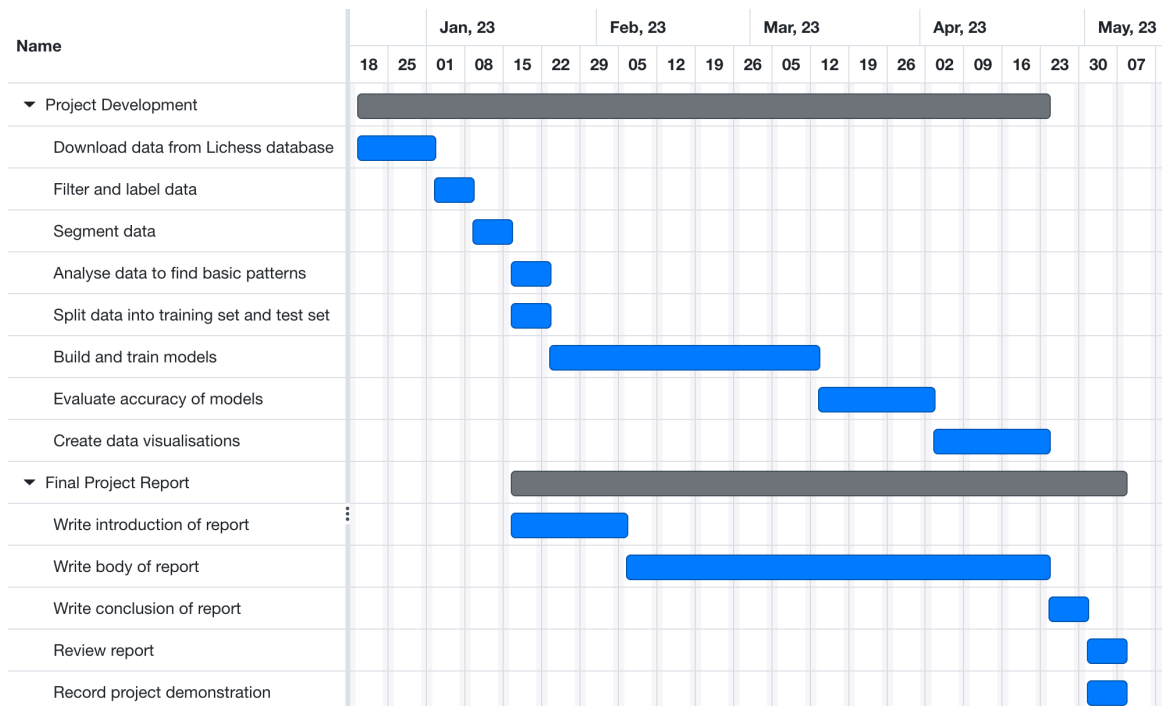 Name
Jan, 23 Feb, 23 Mar, 23 Apr, 23 May, 23
18 25 01 08 15 22 29 05 12 19 26 05 12 19 26 02 09 16 23 30 07
Project Development
Download data from Lichess database
Filter and label data
Segment data
Analyse data to find basic patterns
Split data into training set and test set
Build and train models
Evaluate accuracy of models
Create data visualisations
Final Project Report
Write introduction of report
Write body of report
Write conclusion of report
Review report
Record project demonstration